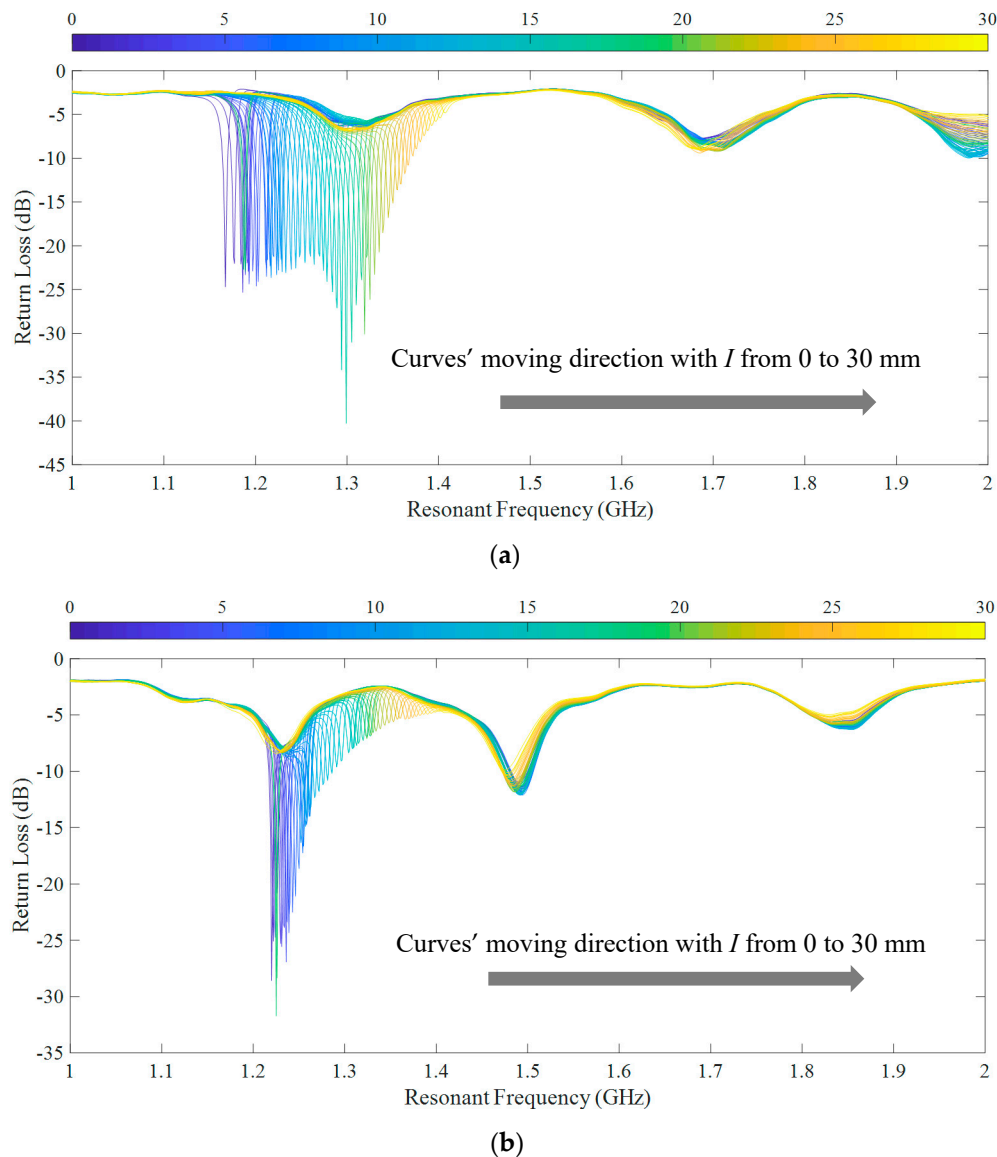 0 5 10 15 20 25 30
0
-5
-10
-15
-20
-25
-30
-35
-40
-45
Return Loss (dB)
Curves' moving direction with I from 0 to 30 mm
1 1.1 1.2 1.3 1.4 1.5 1.6 1.7 1.8 1.9 2
Resonant Frequency (GHz)
(a)
0 5 10 15 20 25 30
0
-5
-10
-15
-20
-25
-30
-35
Return Loss (dB)
Curves' moving direction with I from 0 to 30 mm
1 1.1 1.2 1.3 1.4 1.5 1.6 1.7 1.8 1.9 2
Resonant Frequency (GHz)
(b)